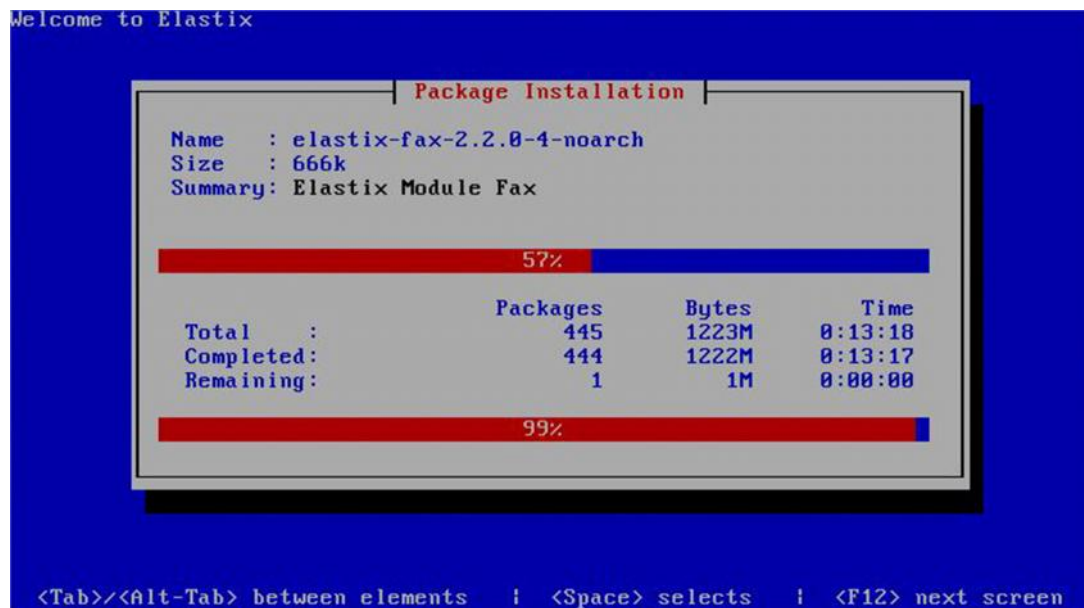 Welcome to Elastix
Package Installation
Name : elastix-fax-2.2.0-4-noarch
Size : 666k
Summary: Elastix Module Fax
57%
Packages Bytes Time
Total : 445 1223M 0:13:18
Completed: 444 1222M 0:13:17
Remaining: 1 1M 0:00:00
99%
<Tab>/<Alt-Tab> between elements | <Space> selects | <F12> next screen